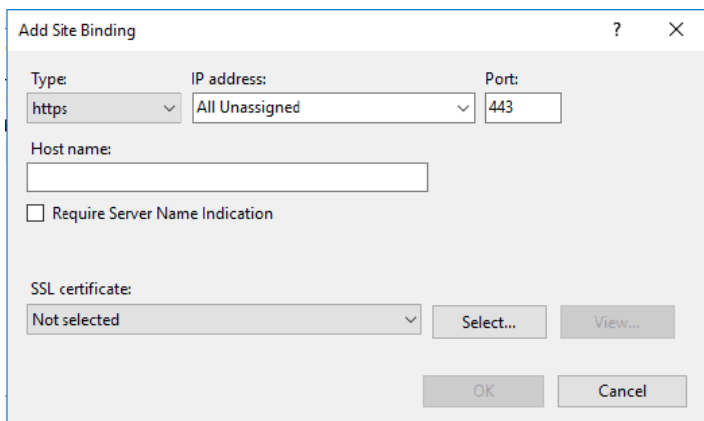 Add Site Binding ?
Type: IP address: Port:
https All Unassigned 443
Host name:
Require Server Name Indication
SSL certificate:
Not selected Select... View...
OK Cancel